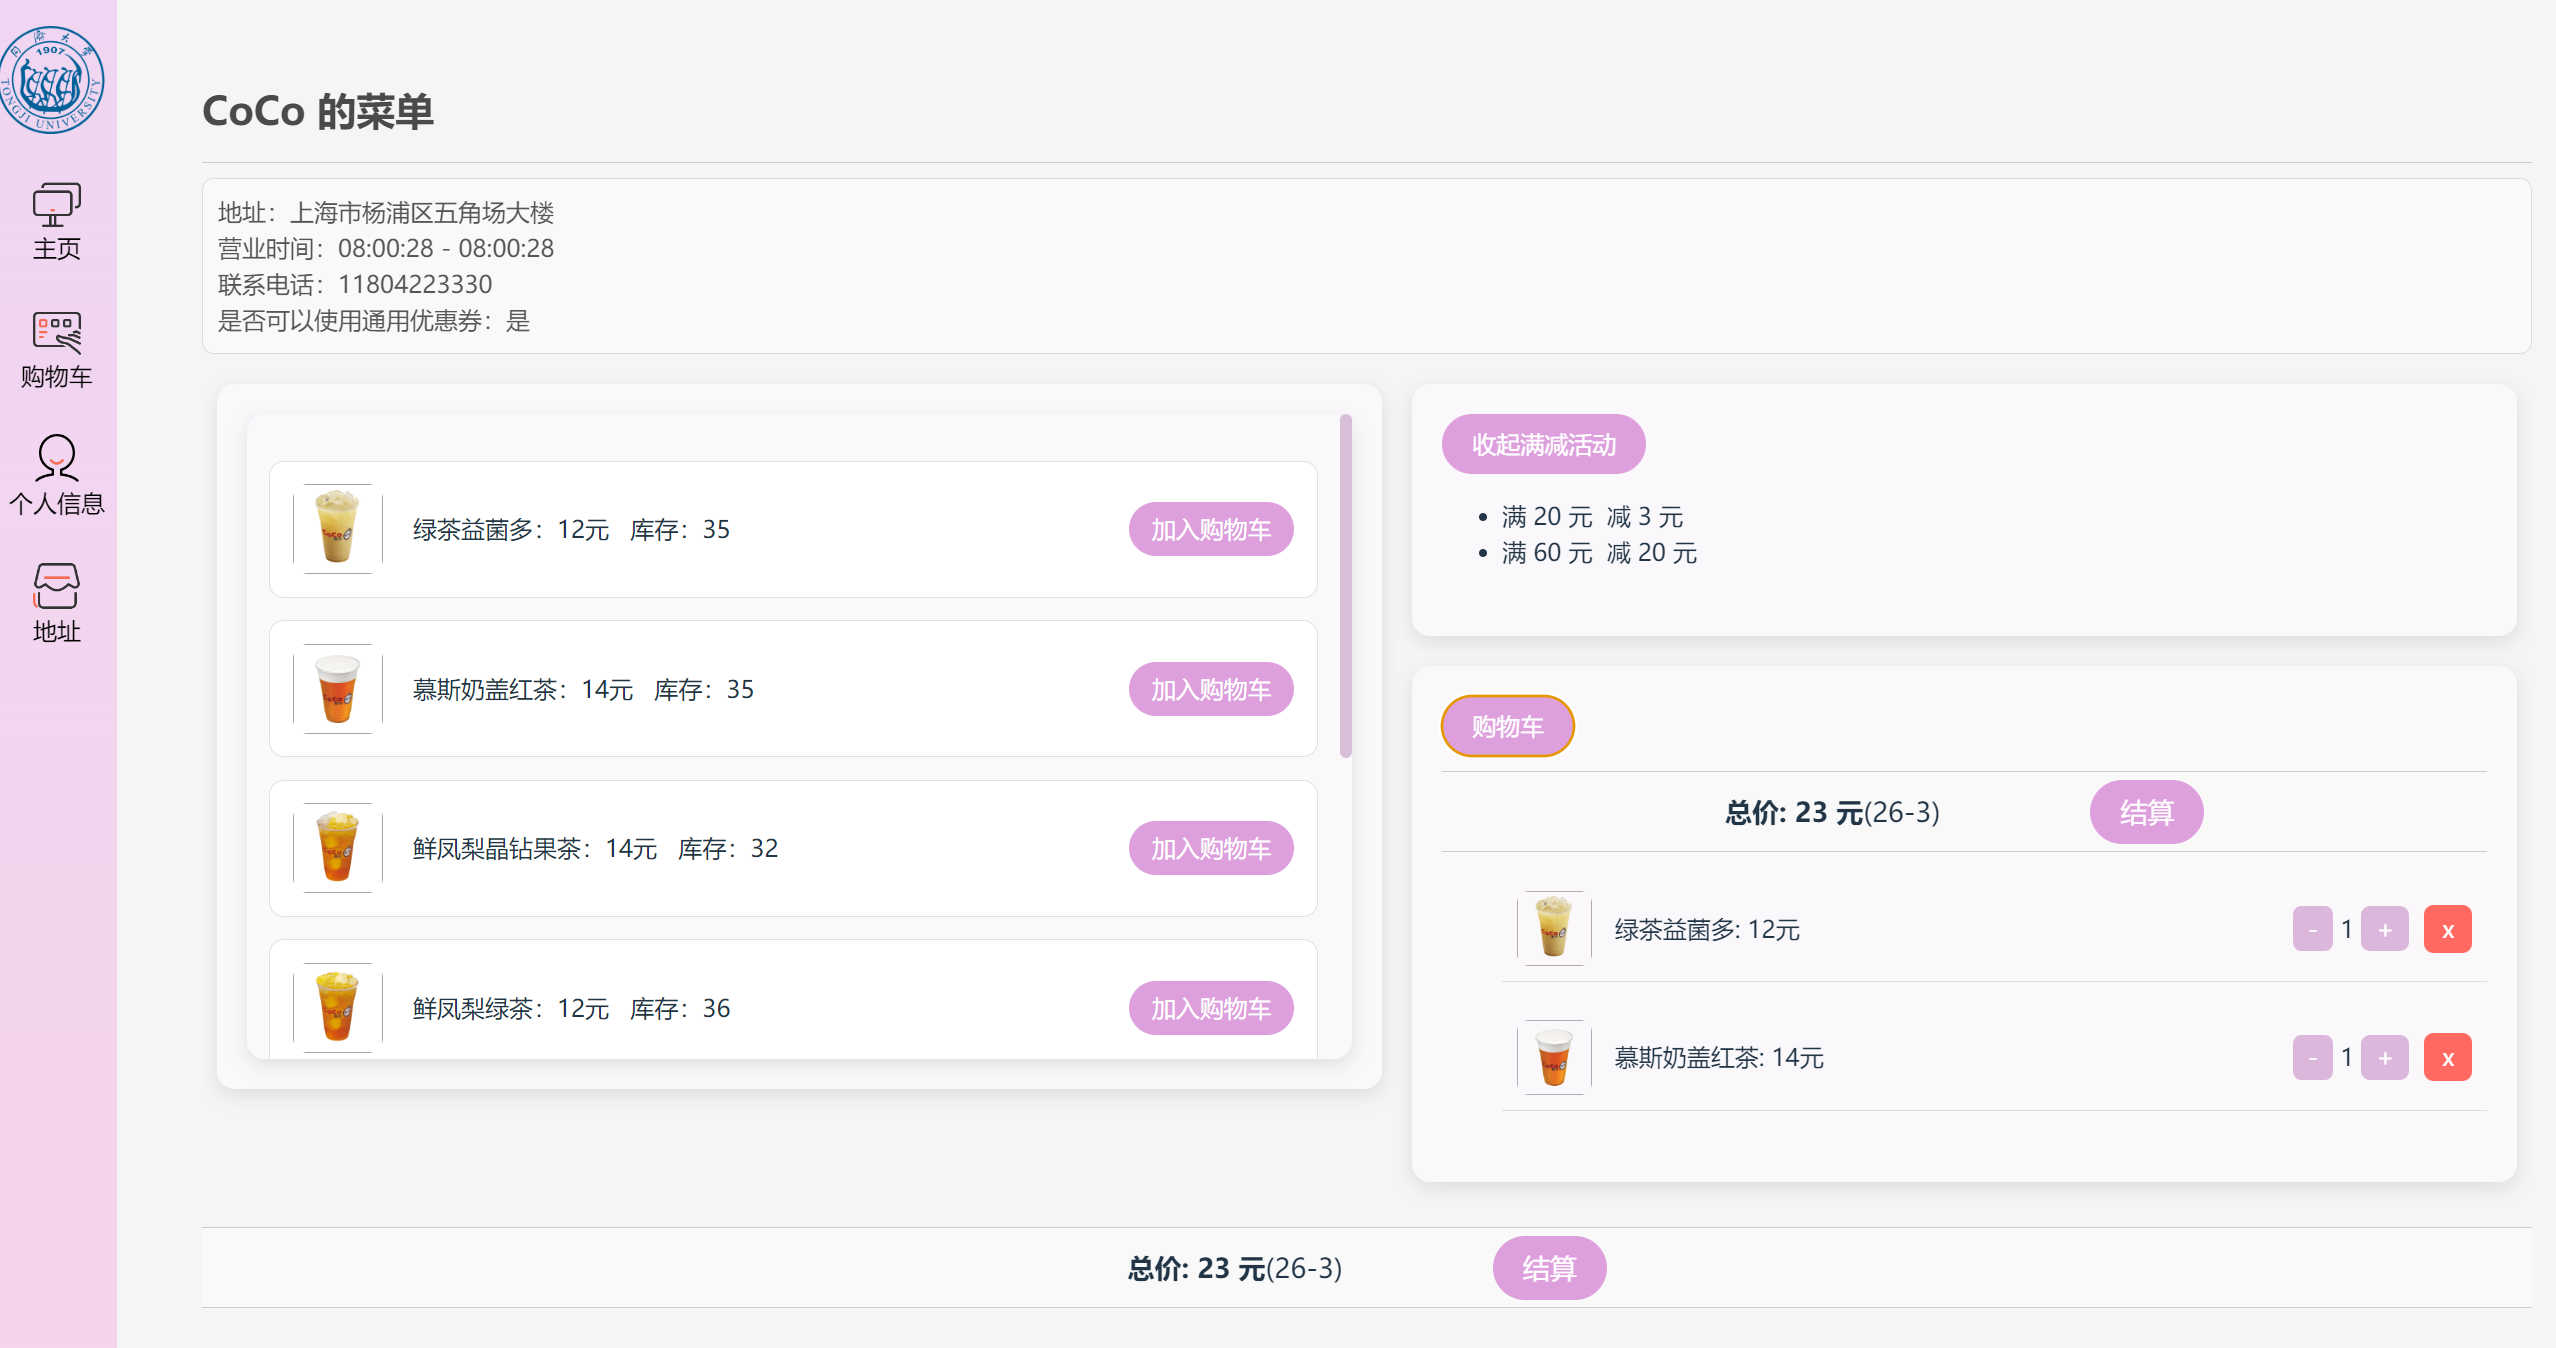 同济大学
1907
TONGJI UNIVERSITY
主页
购物车
个人信息
地址
CoCo 的菜单
地址：上海市杨浦区五角场大楼
营业时间：08:00:28 - 08:00:28
联系电话：11804223330
是否可以使用通用优惠券：是
绿茶益菌多：12元 库存：35
加入购物车
慕斯奶盖红茶：14元 库存：35
加入购物车
鲜凤梨晶钻果茶：14元 库存：32
加入购物车
鲜凤梨绿茶：12元 库存：36
加入购物车
收起满减活动
满 20 元 减 3 元
满 60 元 减 20 元
购物车
总价: 23 元(26-3)
结算
绿茶益菌多: 12元
- 1 + x
慕斯奶盖红茶: 14元
- 1 + x
总价: 23 元(26-3)
结算